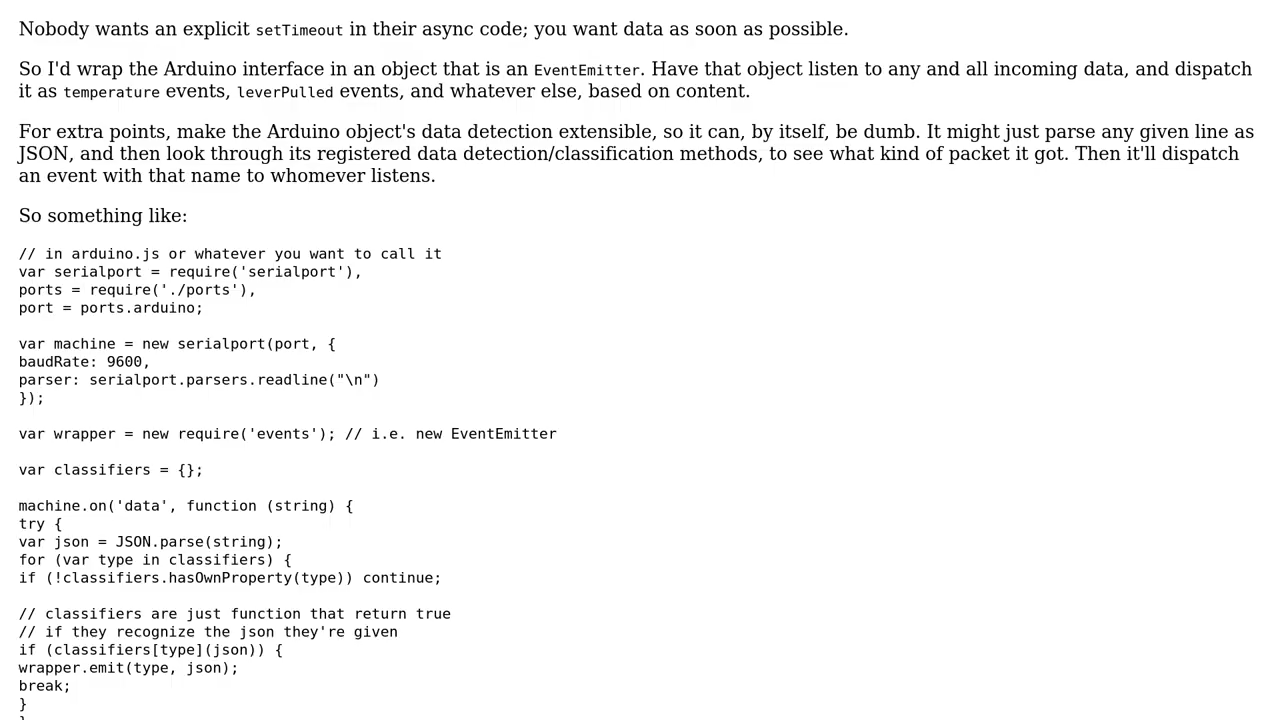 Nobody wants an explicit setTimeout in their async code; you want data as soon as possible.
So I'd wrap the Arduino interface in an object that is an EventEmitter. Have that object listen to any and all incoming data, and dispatch
it as temperature events, leverPulled events, and whatever else, based on content.
For extra points, make the Arduino object's data detection extensible, so it can, by itself, be dumb. It might just parse any given line as
JSON, and then look through its registered data detection/classification methods, to see what kind of packet it got. Then it'll dispatch
an event with that name to whomever listens.
So something like:
// in arduino.js or whatever you want to call it
var serialport = require('serialport'),
ports = require('./ports'),
port = ports.arduino;
var machine = new serialport(port, {
baudRate: 9600,
parser: serialport.parsers.readline("\n")
});
var wrapper = new require('events'); // i.e. new EventEmitter
var classifiers = {};
machine.on('data', function (string) {
try {
var json = JSON.parse(string);
for (var type in classifiers) {
if (!classifiers.hasOwnProperty(type)) continue;
// classifiers are just function that return true
// if they recognize the json they're given
if (classifiers[type](json)) {
wrapper.emit(type, json);
break;
}
}